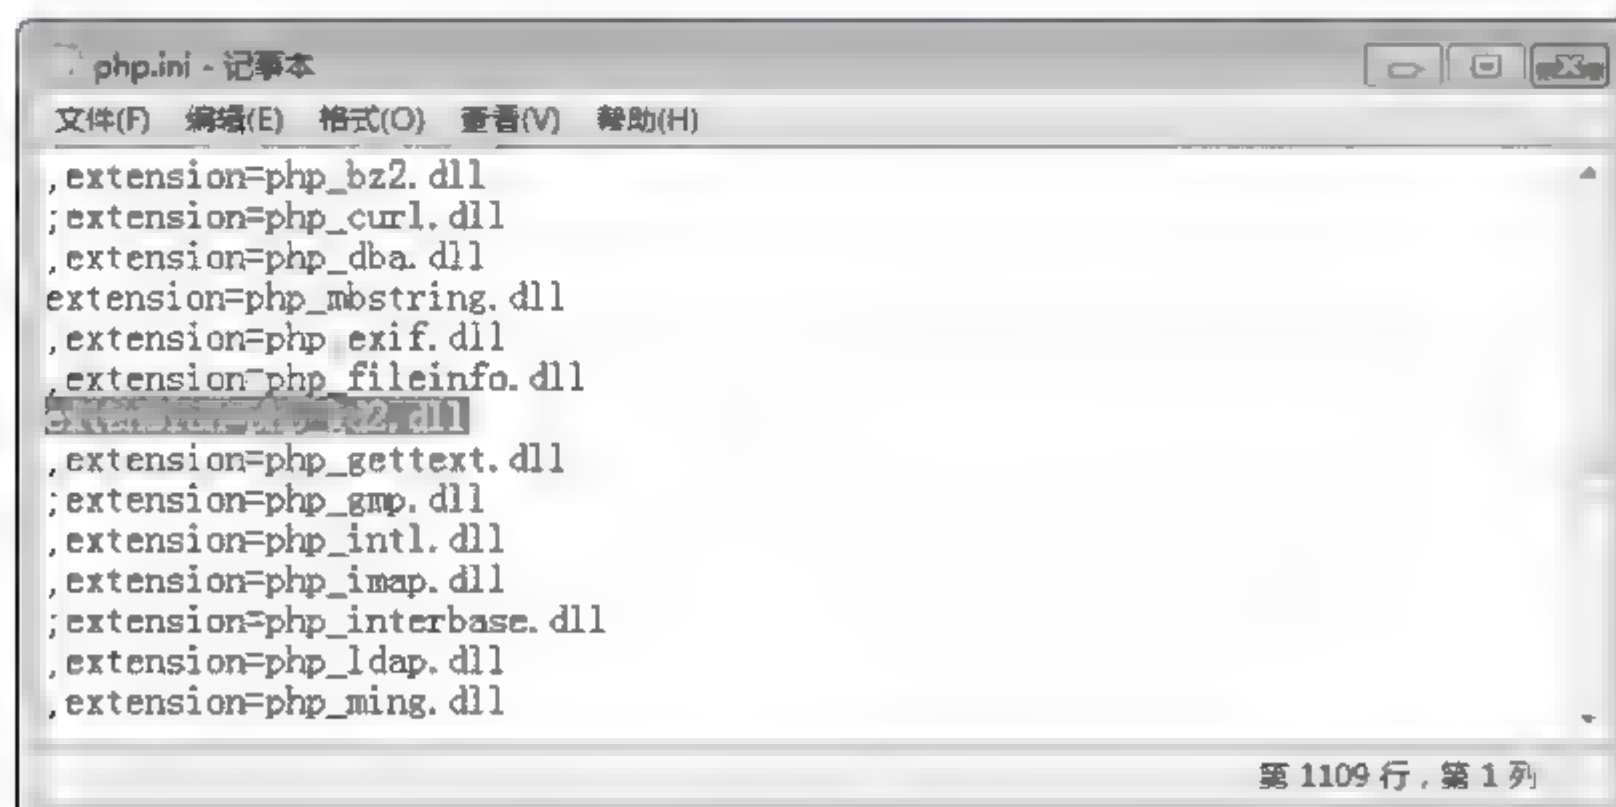 php.ini - 记事本
文件(F) 编辑(E) 格式(O) 查看(V) 帮助(H)
;extension=php_bz2.dll
;extension=php_curl.dll
;extension=php_dba.dll
extension=php_mbstring.dll
;extension=php_exif.dll
;extension=php_fileinfo.dll
extension=php_gd2.dll
;extension=php_gettext.dll
;extension=php_gmp.dll
;extension=php_intl.dll
;extension=php_imap.dll
;extension=php_interbase.dll
;extension=php_ldap.dll
;extension=php_ming.dll
第 1109 行，第 1 列